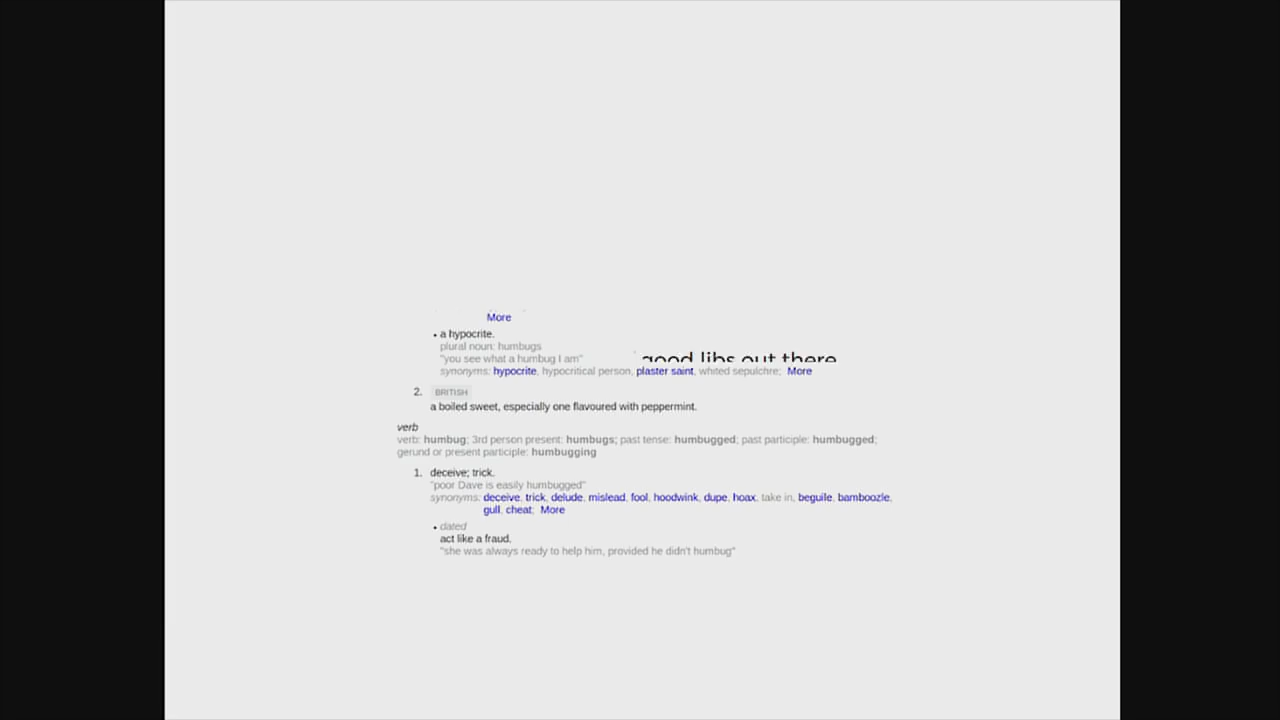 More
• a hypocrite.
plural noun: humbugs
"you see what a humbug I am"
good libs out there
synonyms: hypocrite, hypocritical person, plaster saint, whited sepulchre; More
2. BRITISH
a boiled sweet, especially one flavoured with peppermint.
verb
verb: humbug; 3rd person present: humbugs; past tense: humbugged; past participle: humbugged;
gerund or present participle: humbugging
1. deceive; trick.
"poor Dave is easily humbugged"
synonyms: deceive, trick, delude, mislead, fool, hoodwink, dupe, hoax, take in, beguile, bamboozle,
gull, cheat; More
• dated
act like a fraud.
"she was always ready to help him, provided he didn't humbug"